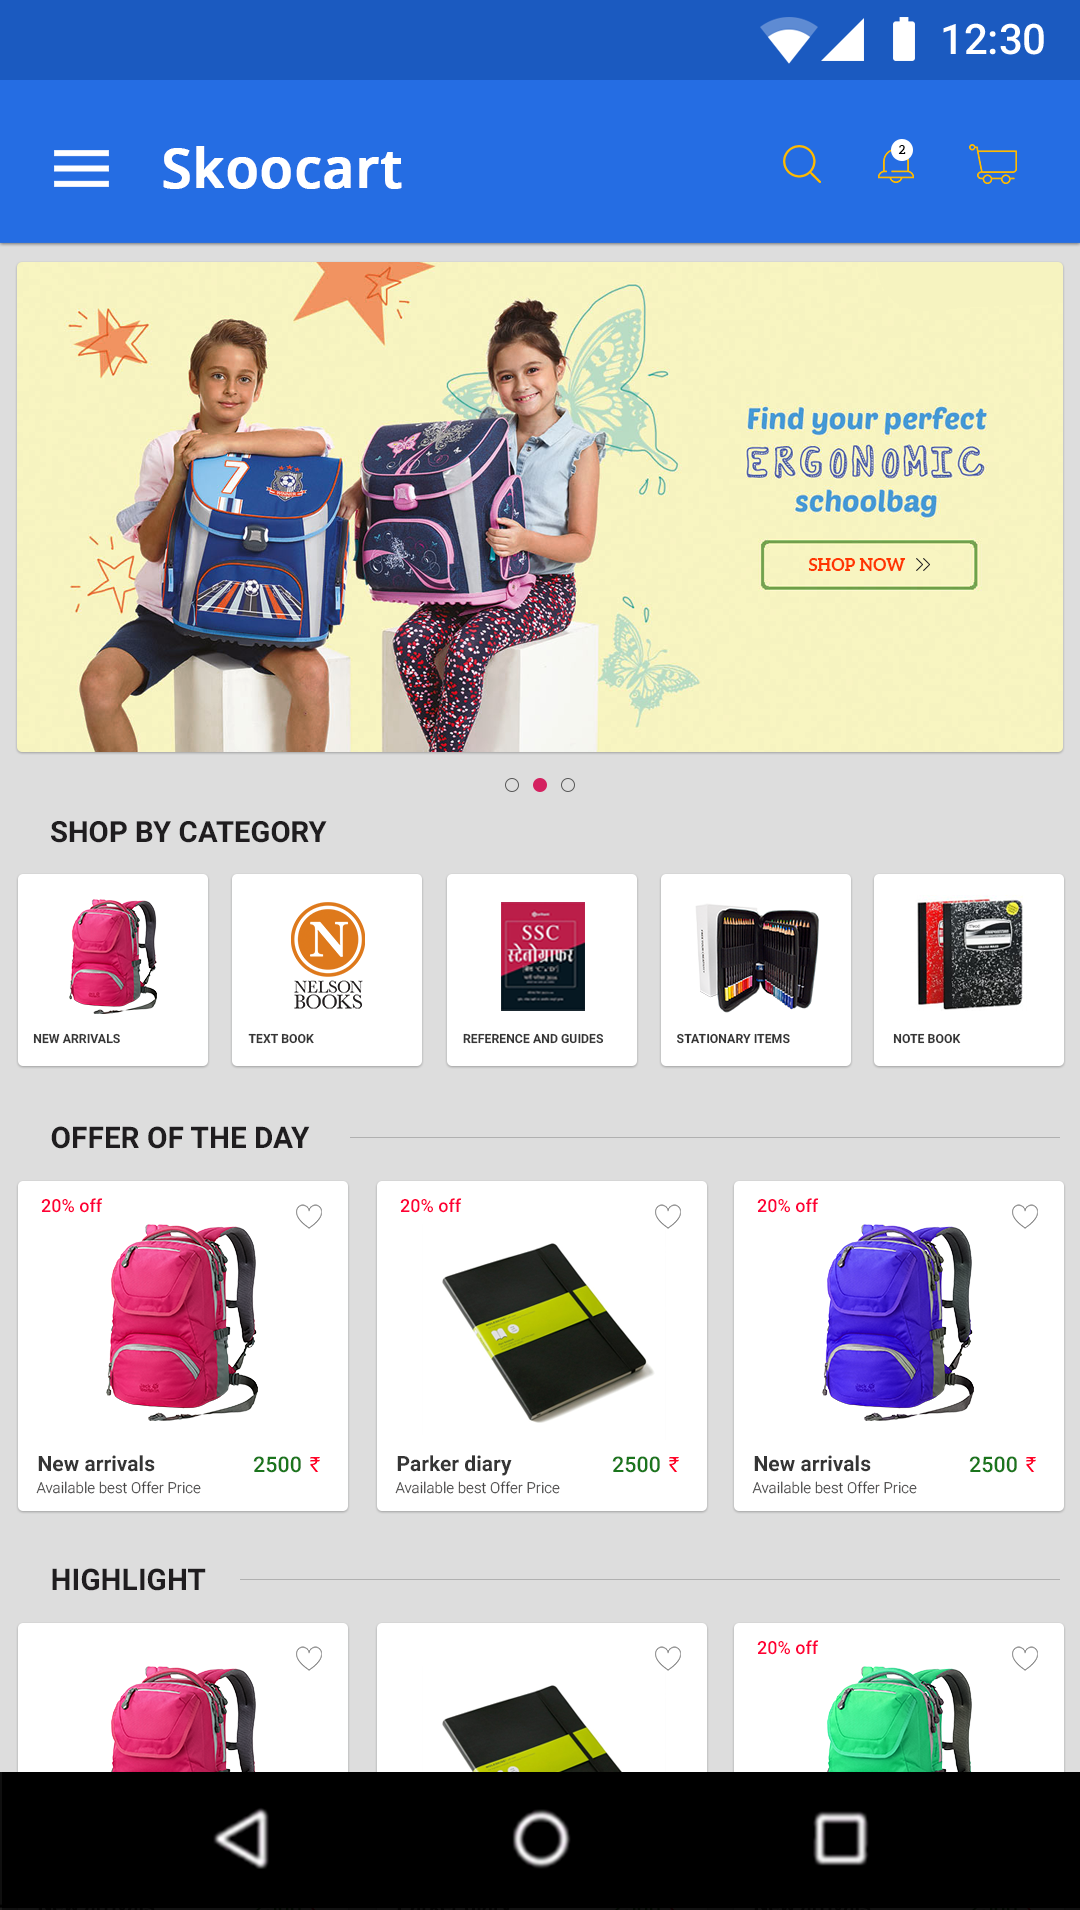 12:30
Skoocart
2
7
Find your perfect
ERGONOMIC
schoolbag
SHOP NOW
SHOP BY CATEGORY
SSC
स्टेनोग्राफर
N
NELSON
BOOKS
NEW ARRIVALS
TEXT BOOK
REFERENCE AND GUIDES
STATIONARY ITEMS
NOTE BOOK
OFFER OF THE DAY
20% off
20% off
20% off
New arrivals
2500 ₹
Available best Offer Price
Parker diary
2500 ₹
Available best Offer Price
New arrivals
2500 ₹
Available best Offer Price
HIGHLIGHT
20% off